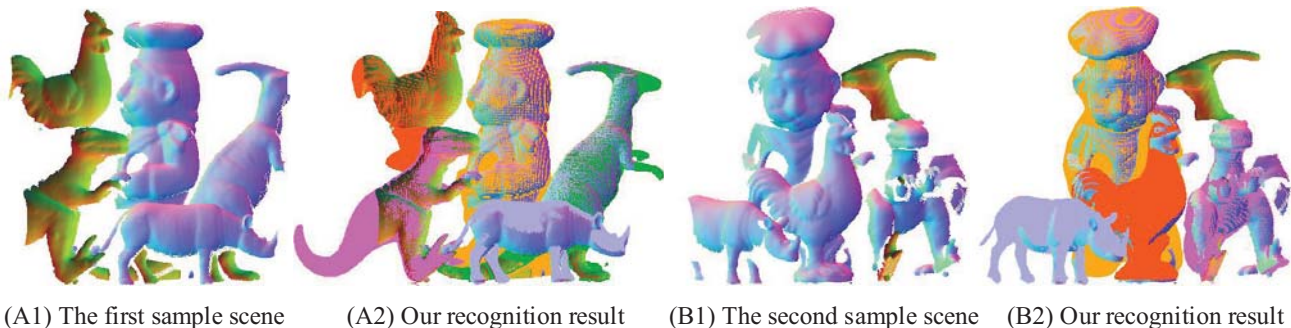 (A1) The first sample scene (A2) Our recognition result (B1) The second sample scene (B2) Our recognition result